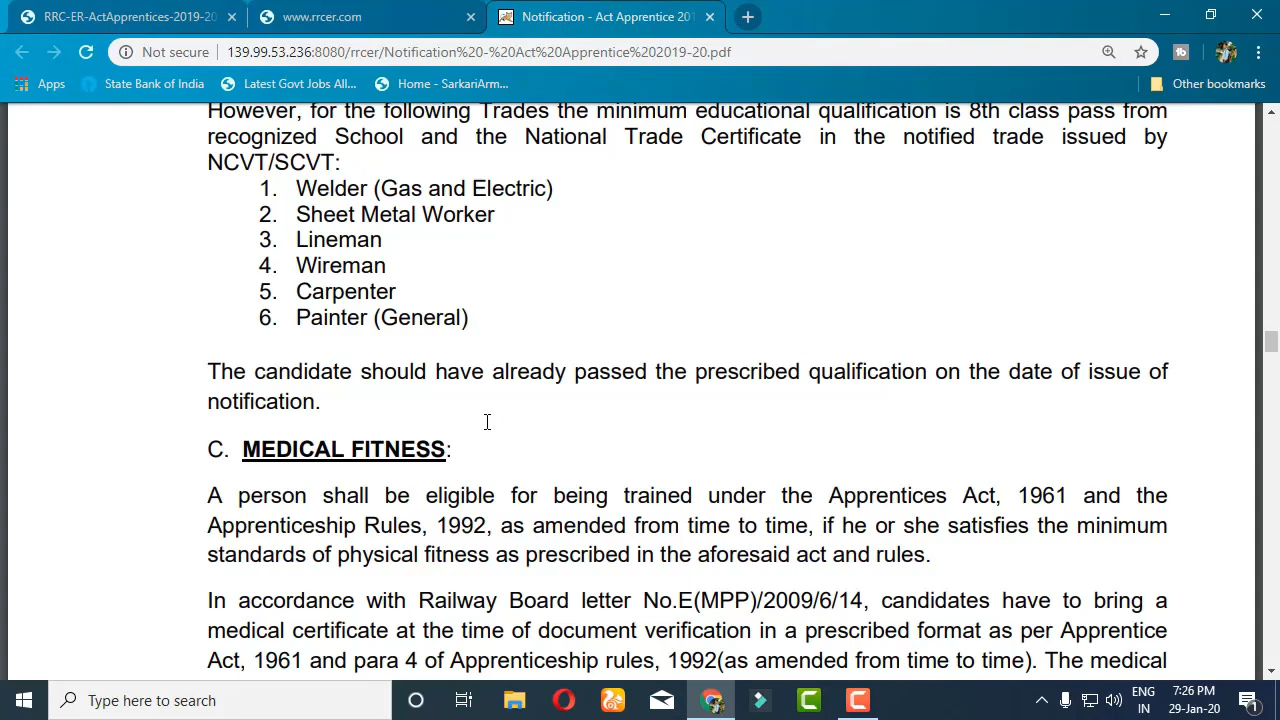 RRC-ER-ActApprentices-2019-20
www.rrcer.com
Notification - Act Apprentice 201
Not secure
139.99.53.236:8080/rrcer/Notification%20-%20Act%20Apprentice%202019-20.pdf
Apps
State Bank of India
Latest Govt Jobs All...
Home - SarkariArm...
Other bookmarks
However, for the following Trades the minimum educational qualification is 8th class pass from
recognized School and the National Trade Certificate in the notified trade issued by
NCVT/SCVT:
1. Welder (Gas and Electric)
2. Sheet Metal Worker
3. Lineman
4. Wireman
5. Carpenter
6. Painter (General)
The candidate should have already passed the prescribed qualification on the date of issue of
notification.
C. MEDICAL FITNESS:
A person shall be eligible for being trained under the Apprentices Act, 1961 and the
Apprenticeship Rules, 1992, as amended from time to time, if he or she satisfies the minimum
standards of physical fitness as prescribed in the aforesaid act and rules.
In accordance with Railway Board letter No.E(MPP)/2009/6/14, candidates have to bring a
medical certificate at the time of document verification in a prescribed format as per Apprentice
Act, 1961 and para 4 of Apprenticeship rules, 1992(as amended from time to time). The medical
Type here to search
ENG
IN
7:26 PM
29-Jan-20
1